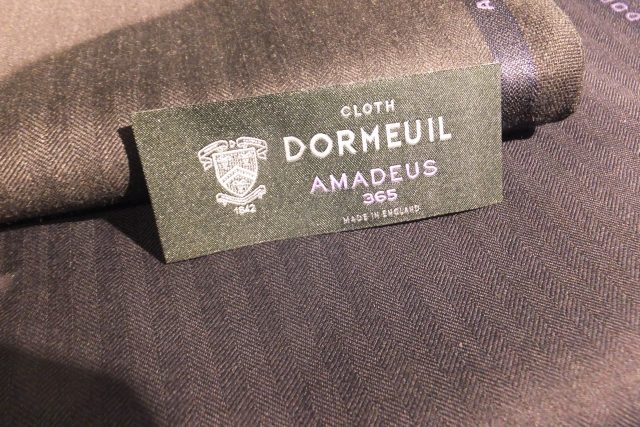 CLOTH
DORMEUIL
AMADEUS
365
MADE IN ENGLAND
1842